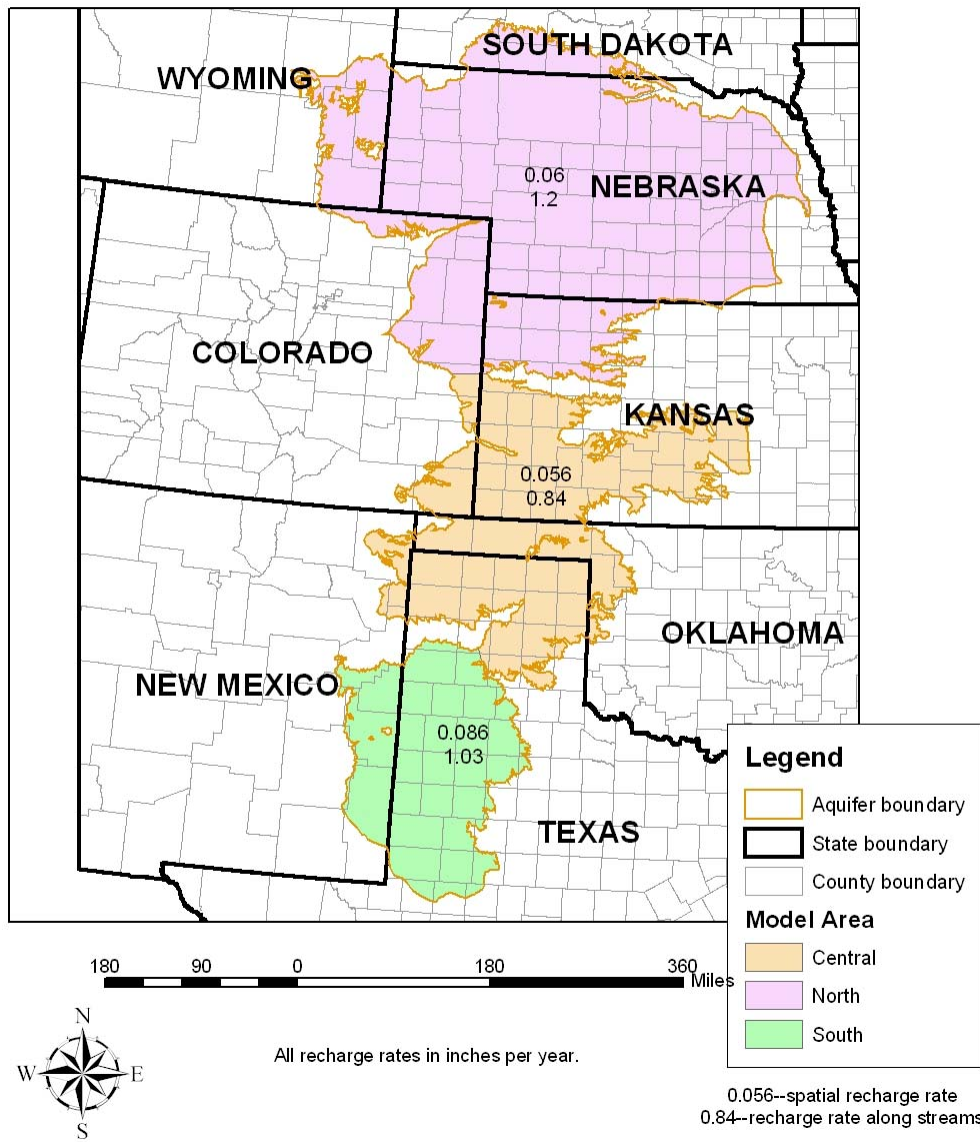 SOUTH DAKOTA
WYOMING
0.06
1.2
NEBRASKA
COLORADO
KANSAS
0.056
0.84
OKLAHOMA
NEW MEXICO
0.086
1.03
TEXAS
Legend
Aquifer boundary
State boundary
County boundary
Model Area
Central
North
South
180 90 0 180 360 Miles
N
W E
S
All recharge rates in inches per year.
0.056--spatial recharge rate
0.84--recharge rate along streams